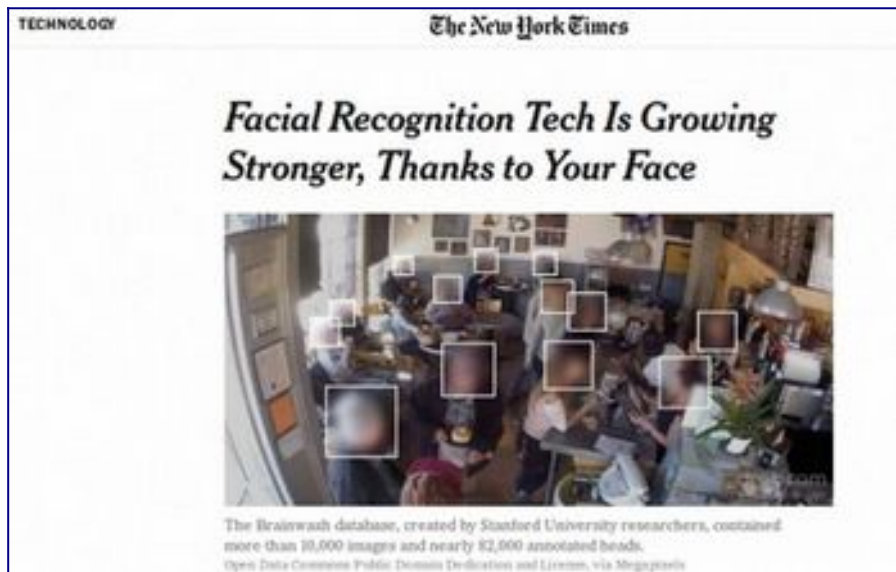 TECHNOLOGY
The New York Times
Facial Recognition Tech Is Growing
Stronger, Thanks to Your Face
The Brainwash database, created by Stanford University researchers, contained
more than 10,000 images and nearly 82,000 annotated heads.
Open Data Commons Public Domain Dedication and License, via Megapixels